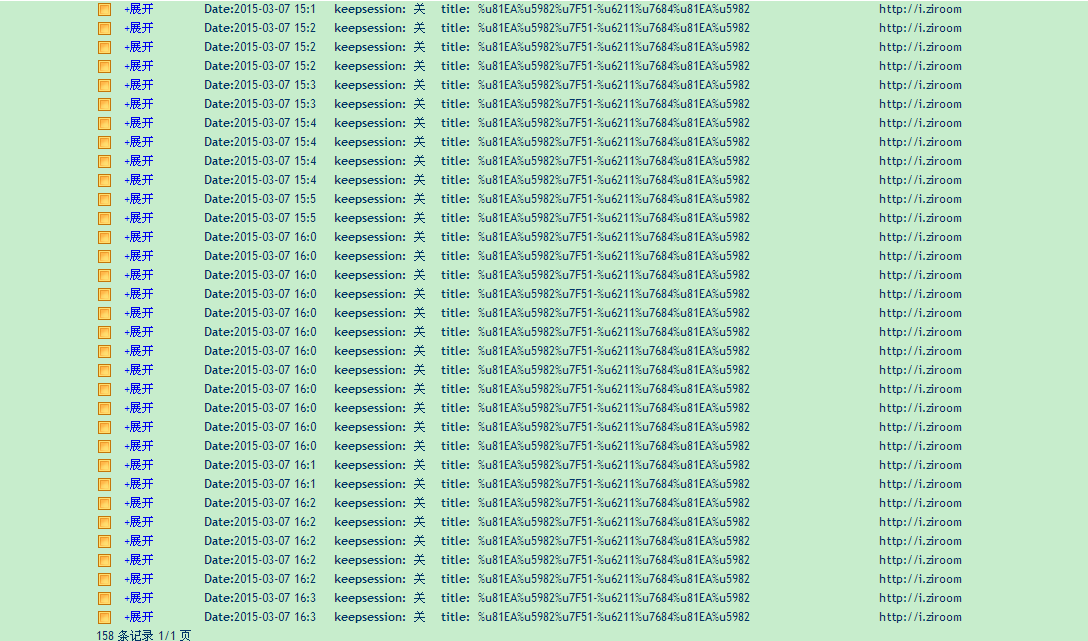 +展开 Date:2015-03-07 15:1 keepsession: 关 title: %u81EA%u5982%u7F51-%u6211%u7684%u81EA%u5982 http://i.ziroom
+展开 Date:2015-03-07 15:2 keepsession: 关 title: %u81EA%u5982%u7F51-%u6211%u7684%u81EA%u5982 http://i.ziroom
+展开 Date:2015-03-07 15:2 keepsession: 关 title: %u81EA%u5982%u7F51-%u6211%u7684%u81EA%u5982 http://i.ziroom
+展开 Date:2015-03-07 15:2 keepsession: 关 title: %u81EA%u5982%u7F51-%u6211%u7684%u81EA%u5982 http://i.ziroom
+展开 Date:2015-03-07 15:3 keepsession: 关 title: %u81EA%u5982%u7F51-%u6211%u7684%u81EA%u5982 http://i.ziroom
+展开 Date:2015-03-07 15:3 keepsession: 关 title: %u81EA%u5982%u7F51-%u6211%u7684%u81EA%u5982 http://i.ziroom
+展开 Date:2015-03-07 15:4 keepsession: 关 title: %u81EA%u5982%u7F51-%u6211%u7684%u81EA%u5982 http://i.ziroom
+展开 Date:2015-03-07 15:4 keepsession: 关 title: %u81EA%u5982%u7F51-%u6211%u7684%u81EA%u5982 http://i.ziroom
+展开 Date:2015-03-07 15:4 keepsession: 关 title: %u81EA%u5982%u7F51-%u6211%u7684%u81EA%u5982 http://i.ziroom
+展开 Date:2015-03-07 15:4 keepsession: 关 title: %u81EA%u5982%u7F51-%u6211%u7684%u81EA%u5982 http://i.ziroom
+展开 Date:2015-03-07 15:5 keepsession: 关 title: %u81EA%u5982%u7F51-%u6211%u7684%u81EA%u5982 http://i.ziroom
+展开 Date:2015-03-07 15:5 keepsession: 关 title: %u81EA%u5982%u7F51-%u6211%u7684%u81EA%u5982 http://i.ziroom
+展开 Date:2015-03-07 16:0 keepsession: 关 title: %u81EA%u5982%u7F51-%u6211%u7684%u81EA%u5982 http://i.ziroom
+展开 Date:2015-03-07 16:0 keepsession: 关 title: %u81EA%u5982%u7F51-%u6211%u7684%u81EA%u5982 http://i.ziroom
+展开 Date:2015-03-07 16:0 keepsession: 关 title: %u81EA%u5982%u7F51-%u6211%u7684%u81EA%u5982 http://i.ziroom
+展开 Date:2015-03-07 16:0 keepsession: 关 title: %u81EA%u5982%u7F51-%u6211%u7684%u81EA%u5982 http://i.ziroom
+展开 Date:2015-03-07 16:0 keepsession: 关 title: %u81EA%u5982%u7F51-%u6211%u7684%u81EA%u5982 http://i.ziroom
+展开 Date:2015-03-07 16:0 keepsession: 关 title: %u81EA%u5982%u7F51-%u6211%u7684%u81EA%u5982 http://i.ziroom
+展开 Date:2015-03-07 16:0 keepsession: 关 title: %u81EA%u5982%u7F51-%u6211%u7684%u81EA%u5982 http://i.ziroom
+展开 Date:2015-03-07 16:0 keepsession: 关 title: %u81EA%u5982%u7F51-%u6211%u7684%u81EA%u5982 http://i.ziroom
+展开 Date:2015-03-07 16:0 keepsession: 关 title: %u81EA%u5982%u7F51-%u6211%u7684%u81EA%u5982 http://i.ziroom
+展开 Date:2015-03-07 16:0 keepsession: 关 title: %u81EA%u5982%u7F51-%u6211%u7684%u81EA%u5982 http://i.ziroom
+展开 Date:2015-03-07 16:0 keepsession: 关 title: %u81EA%u5982%u7F51-%u6211%u7684%u81EA%u5982 http://i.ziroom
+展开 Date:2015-03-07 16:0 keepsession: 关 title: %u81EA%u5982%u7F51-%u6211%u7684%u81EA%u5982 http://i.ziroom
+展开 Date:2015-03-07 16:1 keepsession: 关 title: %u81EA%u5982%u7F51-%u6211%u7684%u81EA%u5982 http://i.ziroom
+展开 Date:2015-03-07 16:1 keepsession: 关 title: %u81EA%u5982%u7F51-%u6211%u7684%u81EA%u5982 http://i.ziroom
+展开 Date:2015-03-07 16:2 keepsession: 关 title: %u81EA%u5982%u7F51-%u6211%u7684%u81EA%u5982 http://i.ziroom
+展开 Date:2015-03-07 16:2 keepsession: 关 title: %u81EA%u5982%u7F51-%u6211%u7684%u81EA%u5982 http://i.ziroom
+展开 Date:2015-03-07 16:2 keepsession: 关 title: %u81EA%u5982%u7F51-%u6211%u7684%u81EA%u5982 http://i.ziroom
+展开 Date:2015-03-07 16:2 keepsession: 关 title: %u81EA%u5982%u7F51-%u6211%u7684%u81EA%u5982 http://i.ziroom
+展开 Date:2015-03-07 16:2 keepsession: 关 title: %u81EA%u5982%u7F51-%u6211%u7684%u81EA%u5982 http://i.ziroom
+展开 Date:2015-03-07 16:3 keepsession: 关 title: %u81EA%u5982%u7F51-%u6211%u7684%u81EA%u5982 http://i.ziroom
+展开 Date:2015-03-07 16:3 keepsession: 关 title: %u81EA%u5982%u7F51-%u6211%u7684%u81EA%u5982 http://i.ziroom
158 条记录 1/1 页